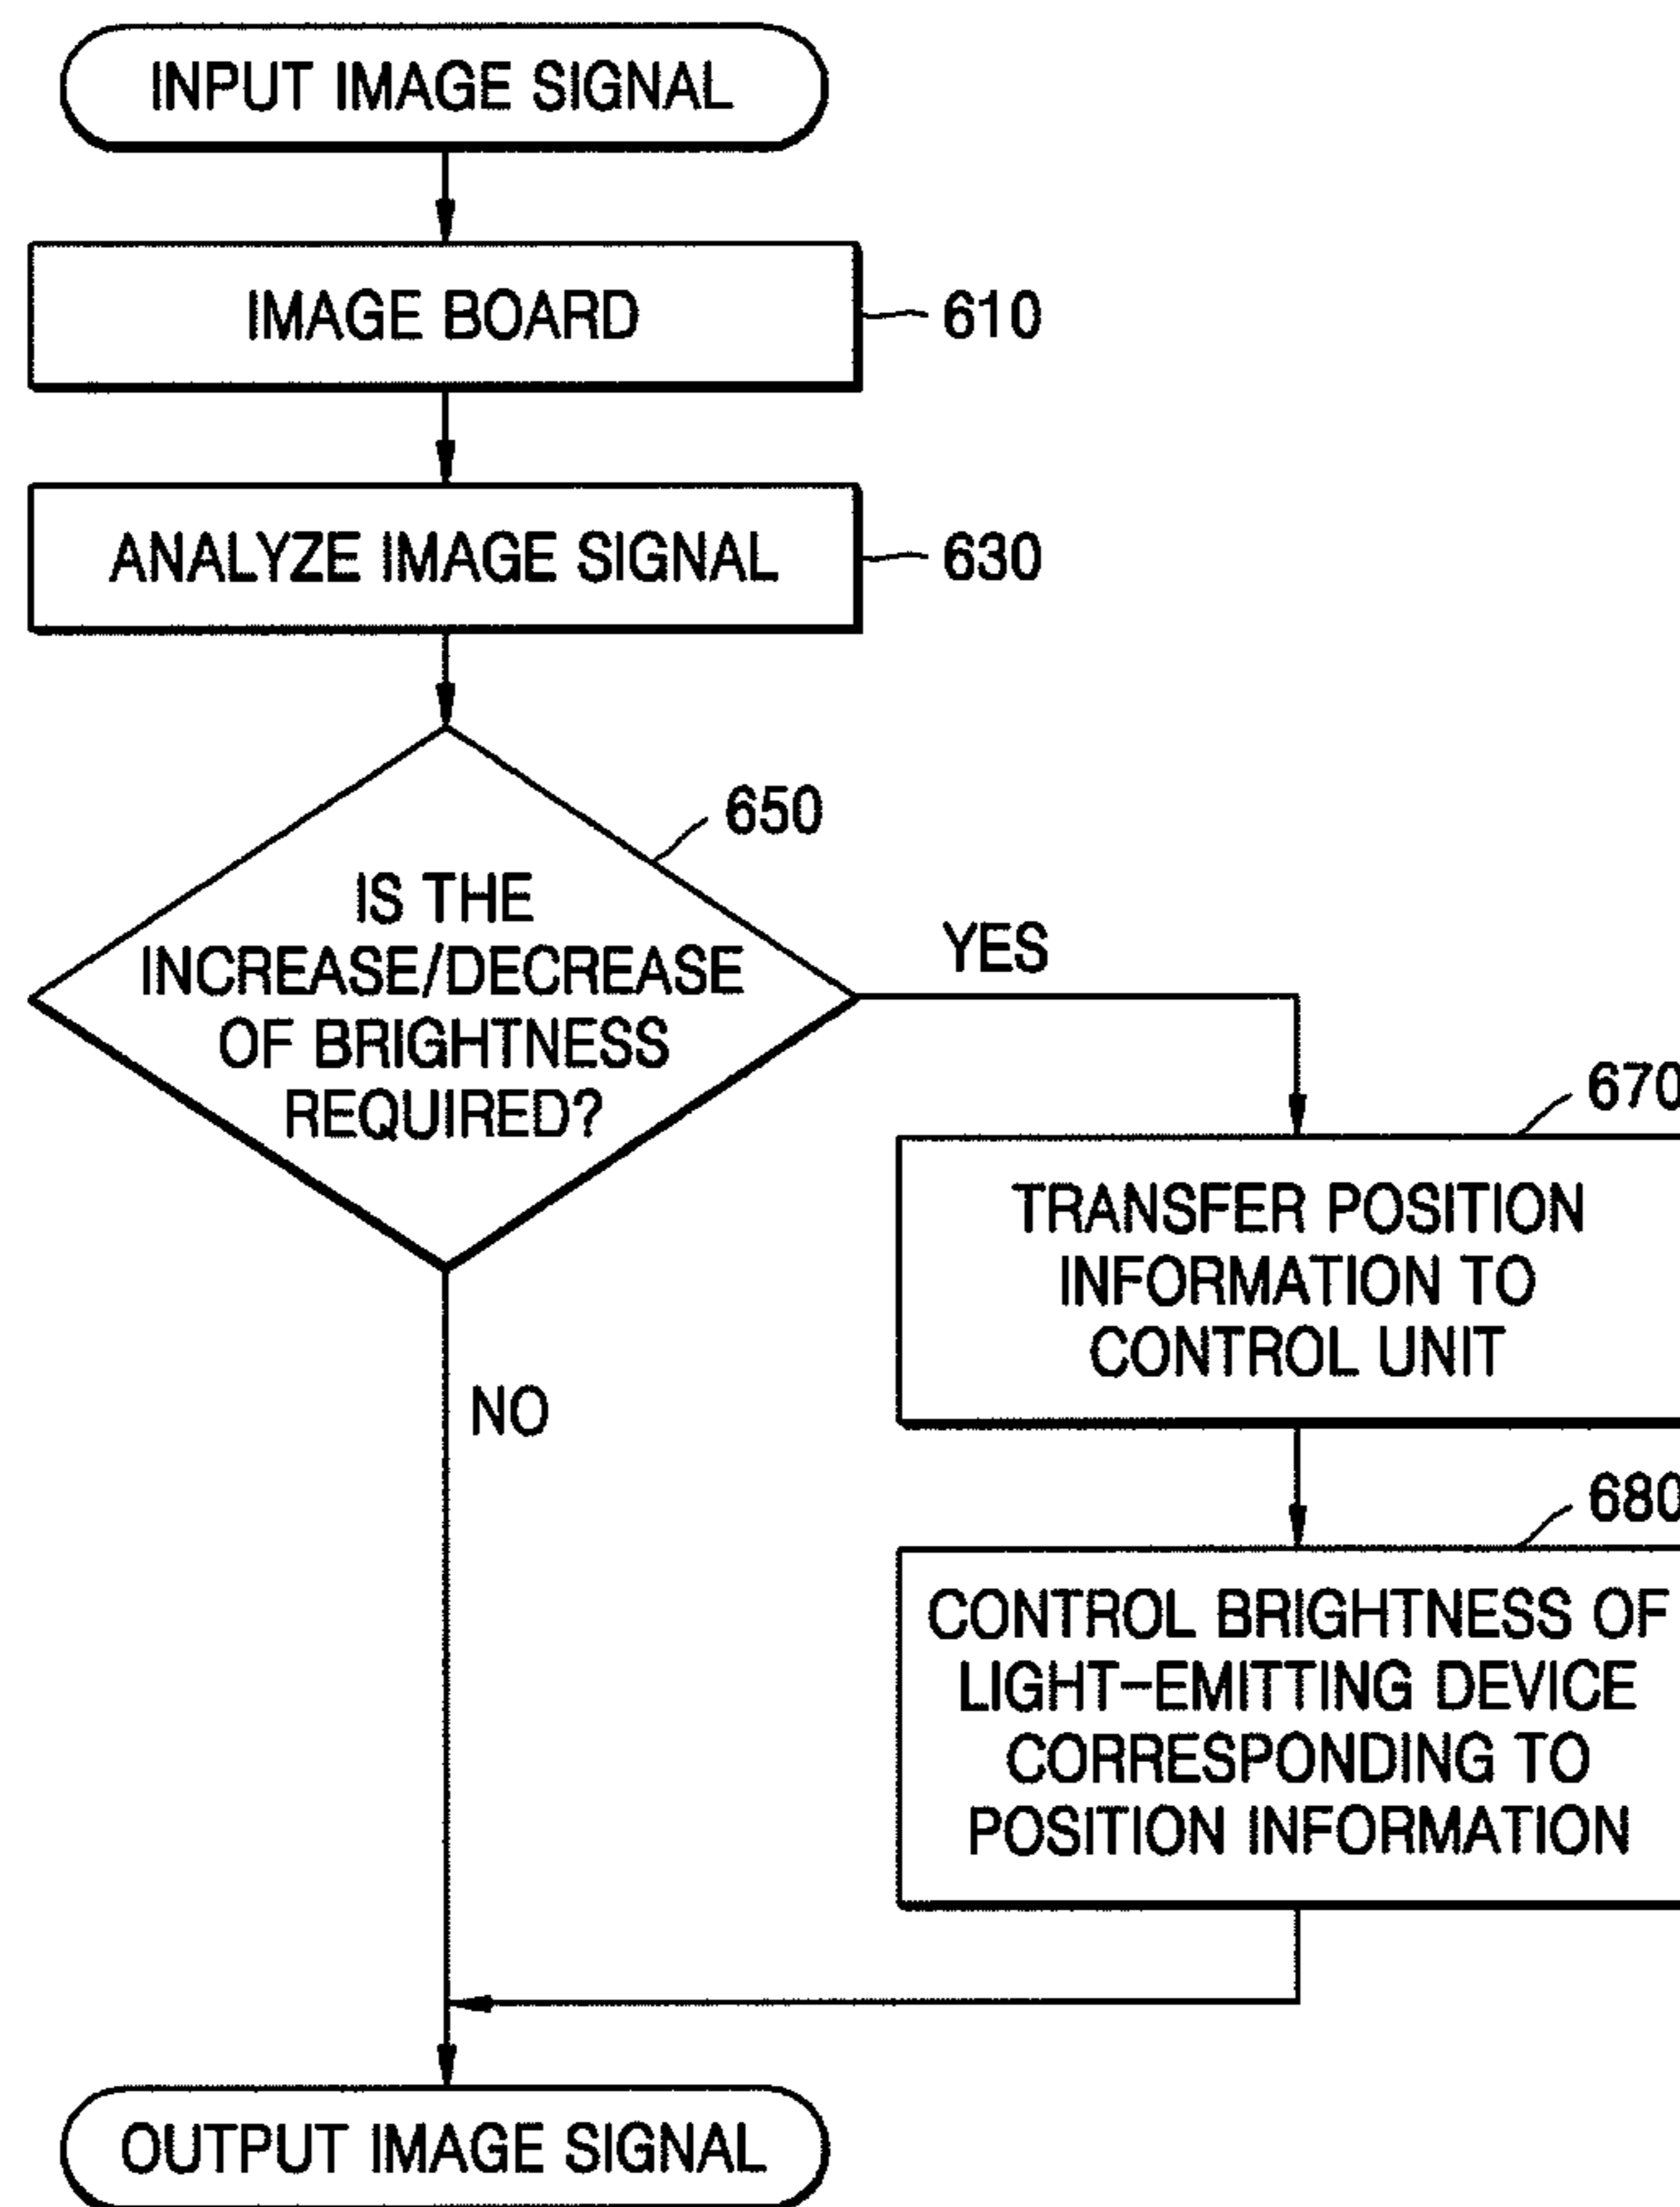 INPUT IMAGE SIGNAL
IMAGE BOARD
610
ANALYZE IMAGE SIGNAL
630
650
IS THE
INCREASE/DECREASE
OF BRIGHTNESS
REQUIRED?
YES
670
TRANSFER POSITION
INFORMATION TO
CONTROL UNIT
NO
680
CONTROL BRIGHTNESS OF
LIGHT-EMITTING DEVICE
CORRESPONDING TO
POSITION INFORMATION
OUTPUT IMAGE SIGNAL